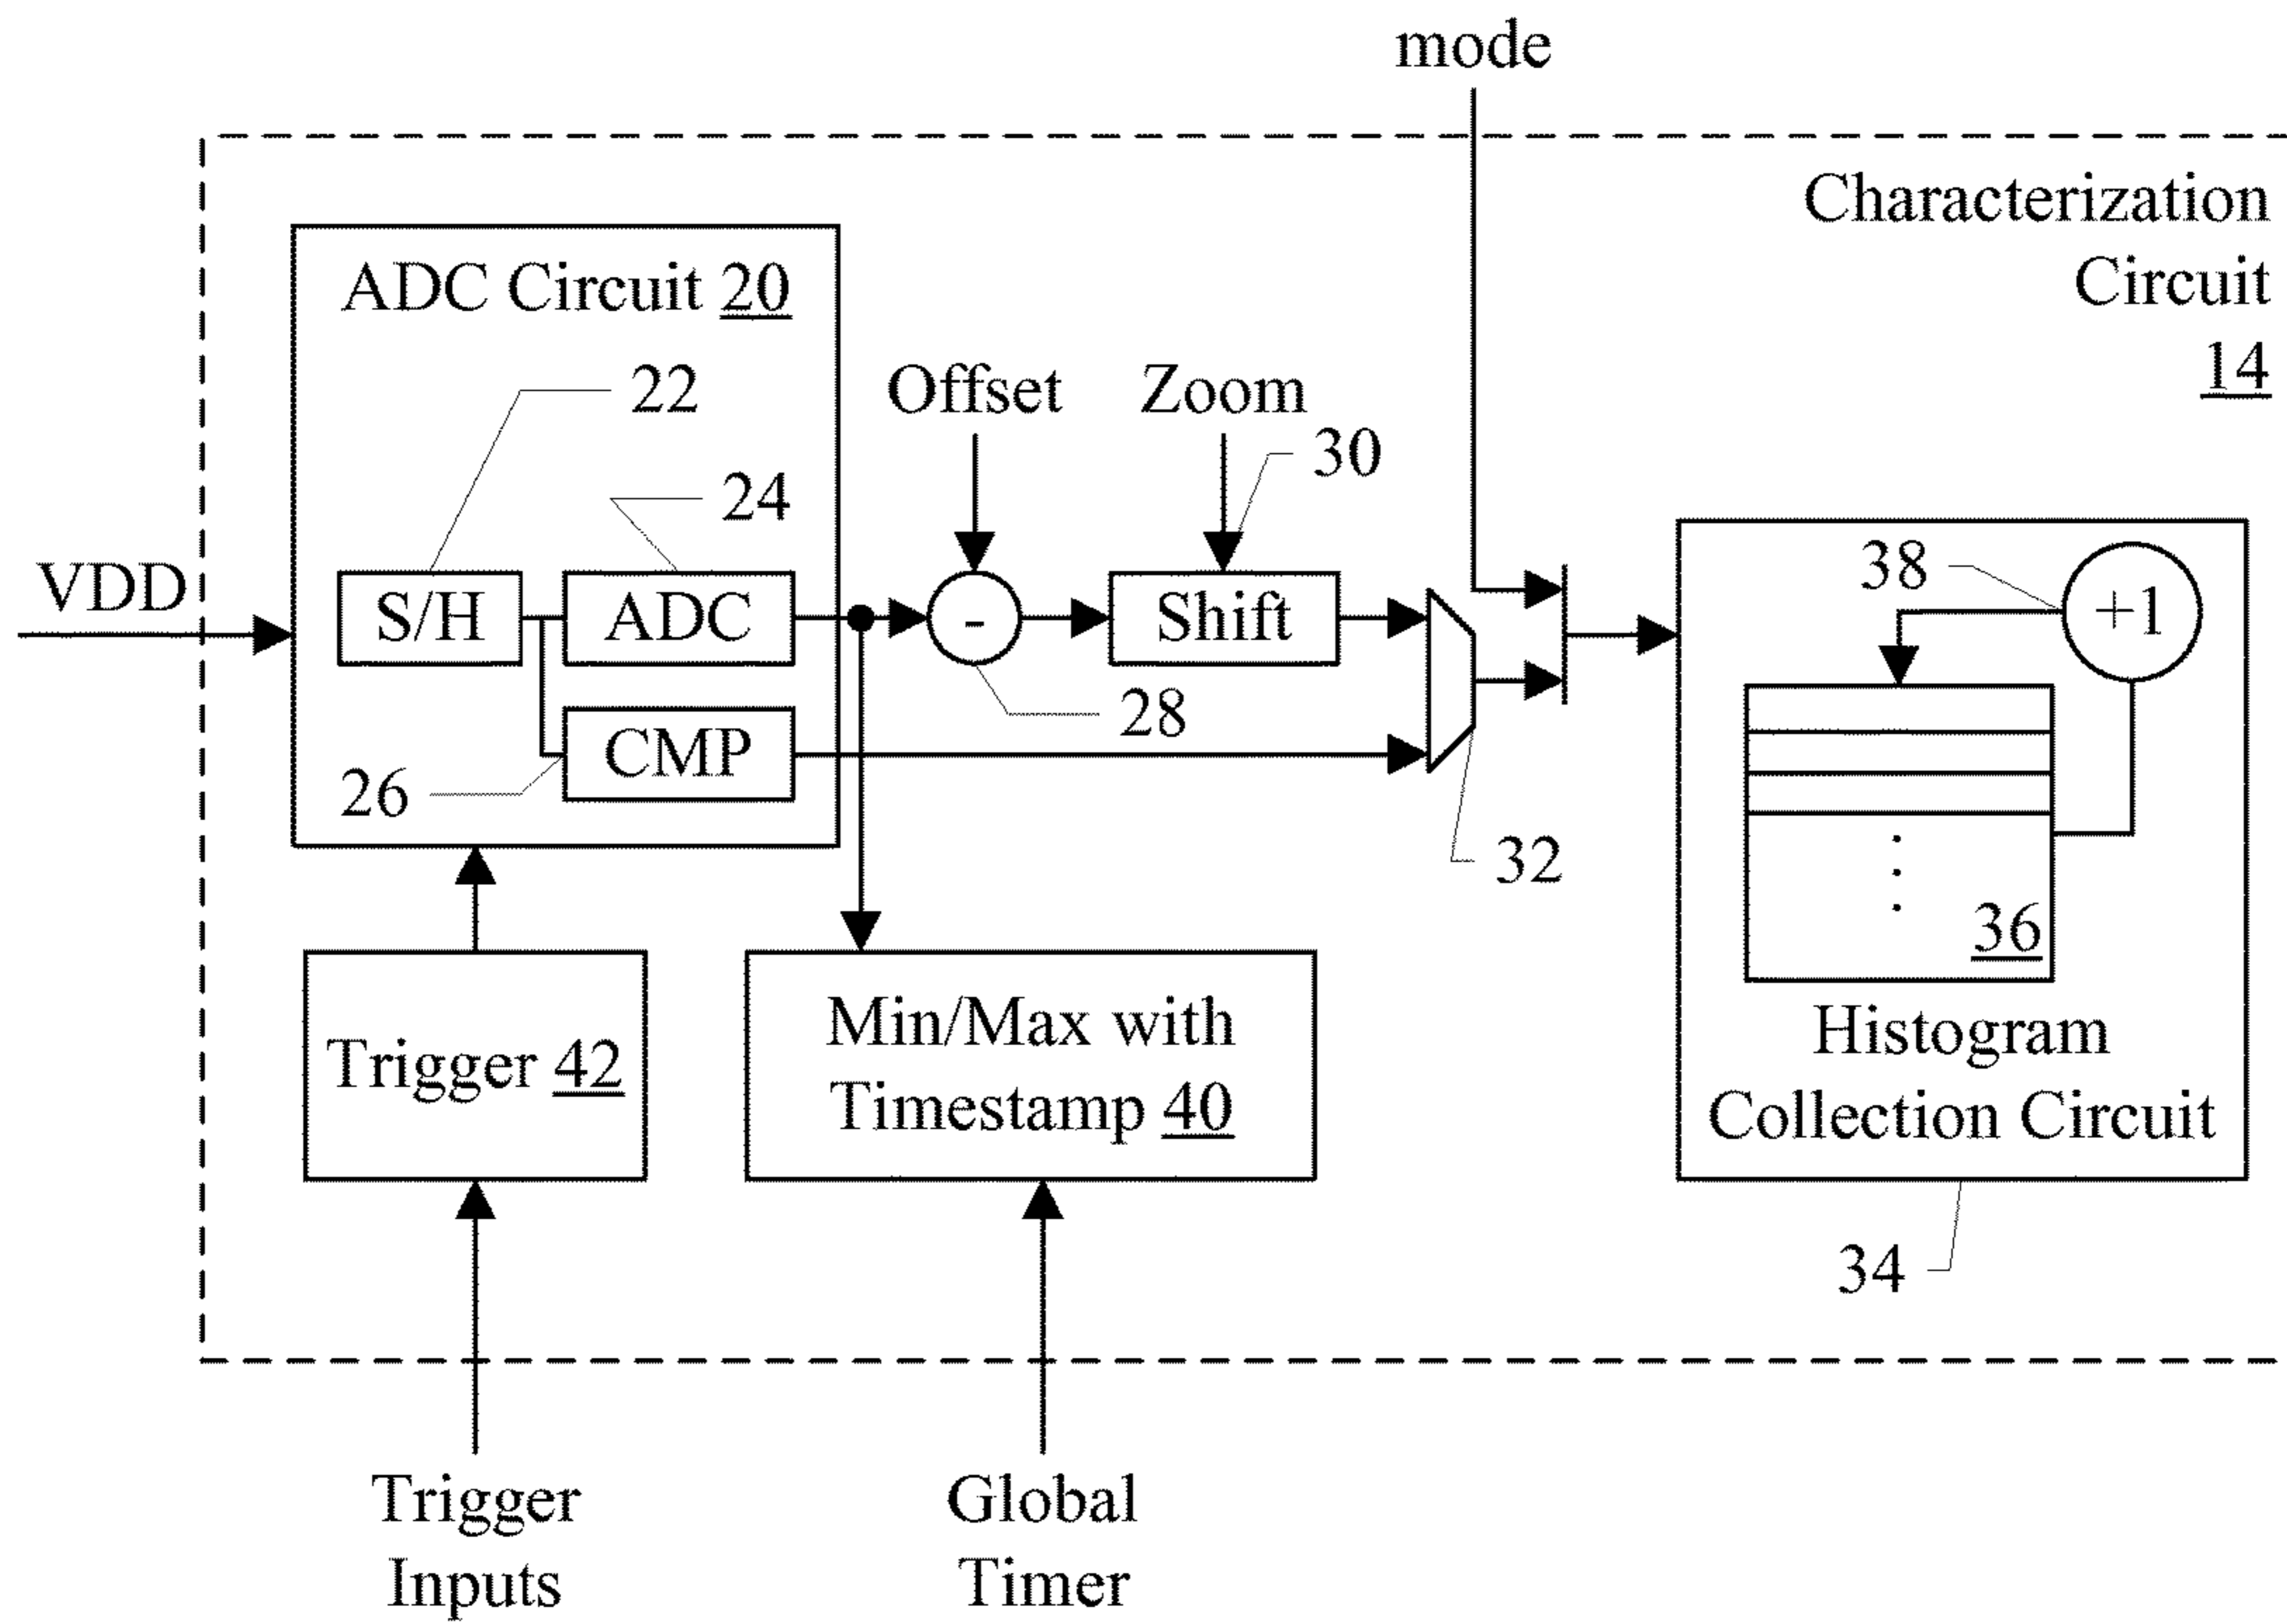 mode
Characterization
Circuit
14
ADC Circuit 20
22
Offset
Zoom
30
24
VDD
S/H
ADC
-
Shift
38
+1
28
CMP
26
32
36
Trigger 42
Min/Max with
Timestamp 40
Histogram
Collection Circuit
34
Trigger
Inputs
Global
Timer